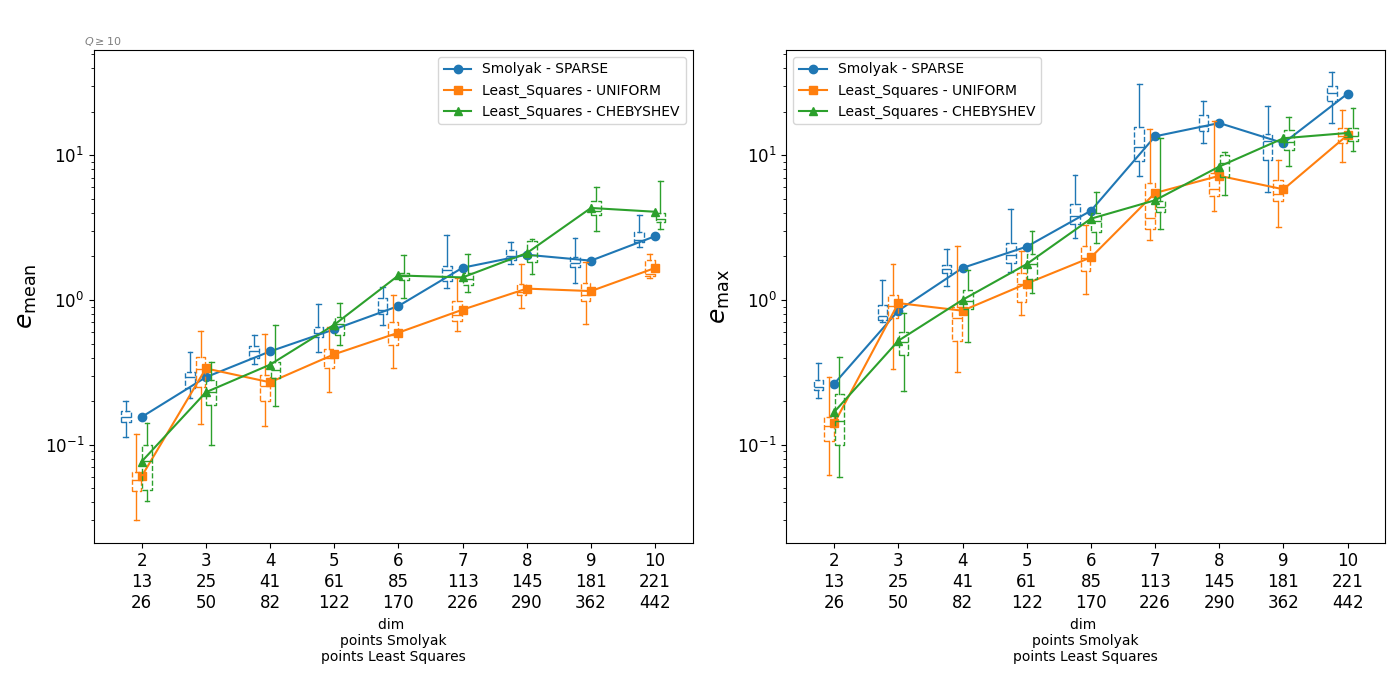 Q ≥ 10
Smolyak - SPARSE
Least_Squares - UNIFORM
Least_Squares - CHEBYSHEV
10¹
10⁰
10⁻¹
e_mean
2 3 4 5 6 7 8 9 10
13 25 41 61 85 113 145 181 221
26 50 82 122 170 226 290 362 442
dim
points Smolyak
points Least Squares
Smolyak - SPARSE
Least_Squares - UNIFORM
Least_Squares - CHEBYSHEV
10¹
10⁰
10⁻¹
e_max
2 3 4 5 6 7 8 9 10
13 25 41 61 85 113 145 181 221
26 50 82 122 170 226 290 362 442
dim
points Smolyak
points Least Squares